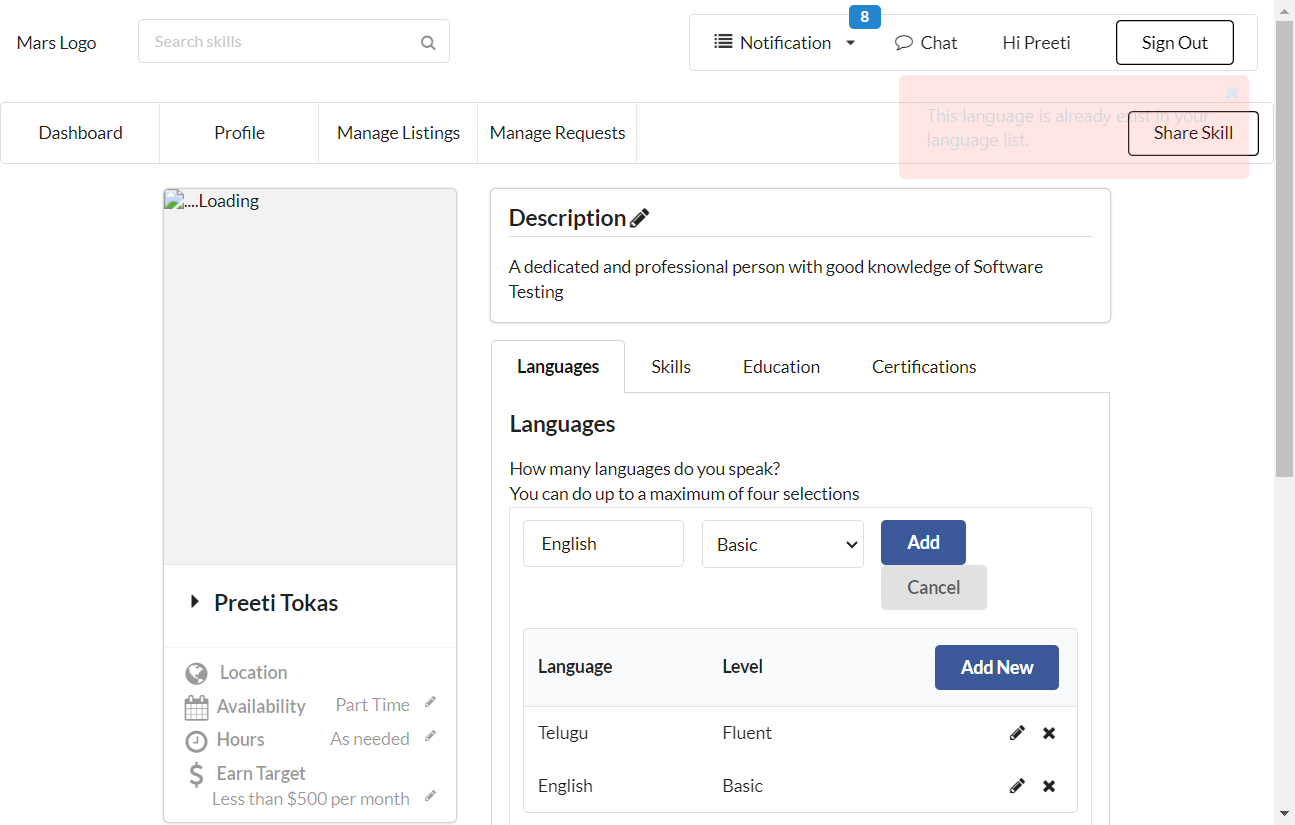 8
Mars Logo
Search skills
Notification
Chat
Hi Preeti
Sign Out
Dashboard
Profile
Manage Listings
Manage Requests
This language is already exist in your
language list.
Share Skill
....Loading
Description
A dedicated and professional person with good knowledge of Software
Testing
Languages
Skills
Education
Certifications
Languages
How many languages do you speak?
You can do up to a maximum of four selections
English
Basic
Add
Cancel
Preeti Tokas
Language
Level
Add New
Location
Availability
Part Time
Telugu
Fluent
Hours
As needed
Earn Target
Less than $500 per month
English
Basic